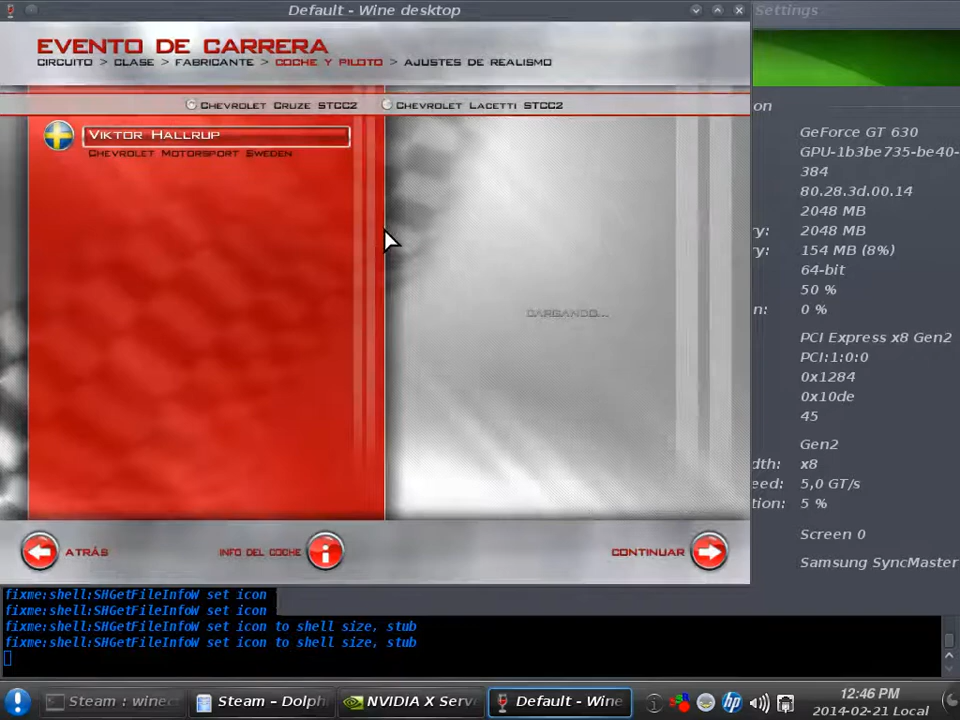 Default - Wine desktop
Settings
EVENTO DE CARRERA
CIRCUITO > CLASE > FABRICANTE > COCHE Y PILOTO > AJUSTES DE REALISMO
CHEVROLET CRUZE STCC2
CHEVROLET LACETTI STCC2
VIKTOR HALLRUP
CHEVROLET MOTORSPORT SWEDEN
CARGANDO...
ATRÁS
INFO DEL COCHE
CONTINUAR
on
GeForce GT 630
GPU-1b3be735-be40-
384
80.28.3d.00.14
2048 MB
ry: 2048 MB
ry: 154 MB (8%)
64-bit
50 %
n: 0 %
PCI Express x8 Gen2
PCI:1:0:0
0x1284
0x10de
45
Gen2
dth: x8
eed: 5,0 GT/s
tion: 5 %
Screen 0
Samsung SyncMaster
fixme:shell:SHGetFileInfoW set icon
fixme:shell:SHGetFileInfoW set icon
fixme:shell:SHGetFileInfoW set icon to shell size, stub
fixme:shell:SHGetFileInfoW set icon to shell size, stub
Steam : winec
Steam – Dolph
NVIDIA X Serv
Default - Wine
hp
12:46 PM
2014-02-21 Local